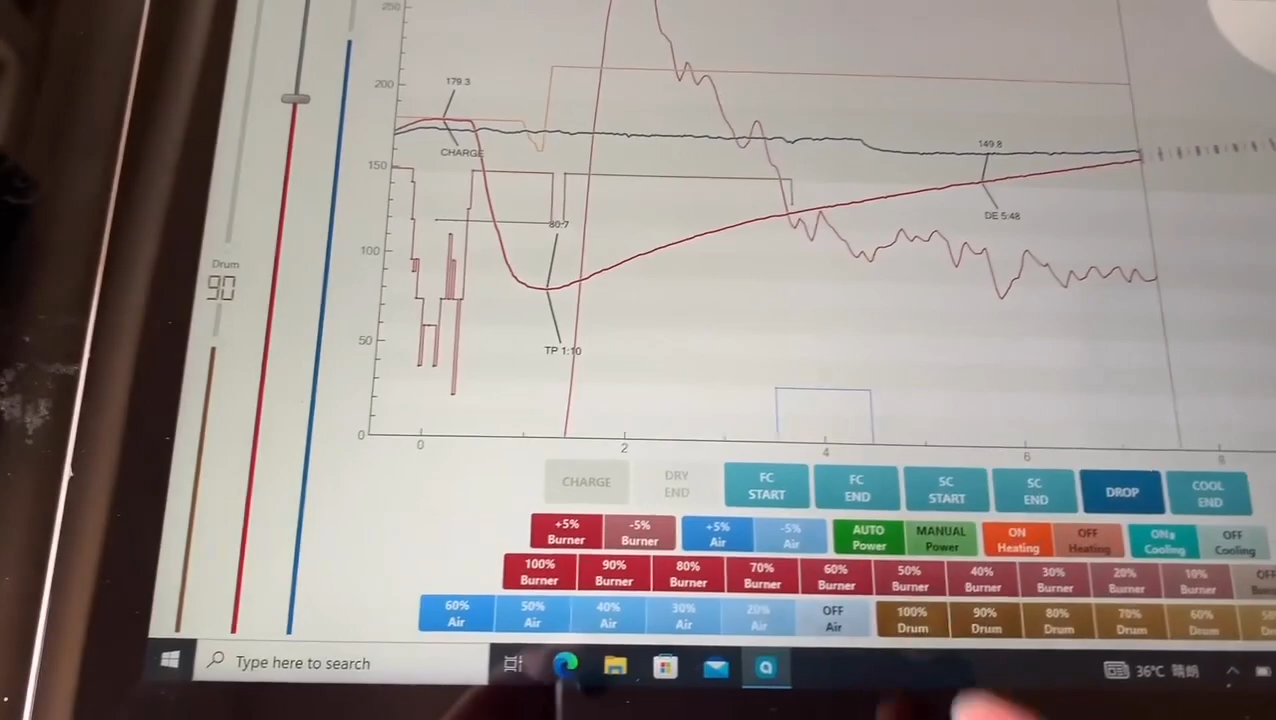 250
179.3
200
CHARGE
149.8
150
DE 5:48
80.7
100
Drum
90
50
TP 1:10
0
0
2
4
6
8
CHARGE
DRY
END
FC
START
FC
END
SC
START
SC
END
DROP
COOL
END
+5%
Burner
-5%
Burner
+5%
Air
-5%
Air
AUTO
Power
MANUAL
Power
ON
Heating
OFF
Heating
Cooling
OFF
Cooling
100%
Burner
90%
Burner
80%
Burner
70%
Burner
60%
Burner
50%
Burner
40%
Burner
30%
Burner
20%
Burner
10%
Burner
60%
Air
50%
Air
40%
Air
30%
Air
20%
Air
OFF
Air
100%
Drum
90%
Drum
80%
Drum
70%
Drum
60%
Drum
Type here to search
36°C 晴朗